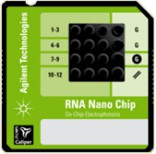 Agilent Technologies
1-3 G
4-6 G
7-9 G
10-12
RNA Nano Chip
On-Chip-Electrophoresis
Caliper